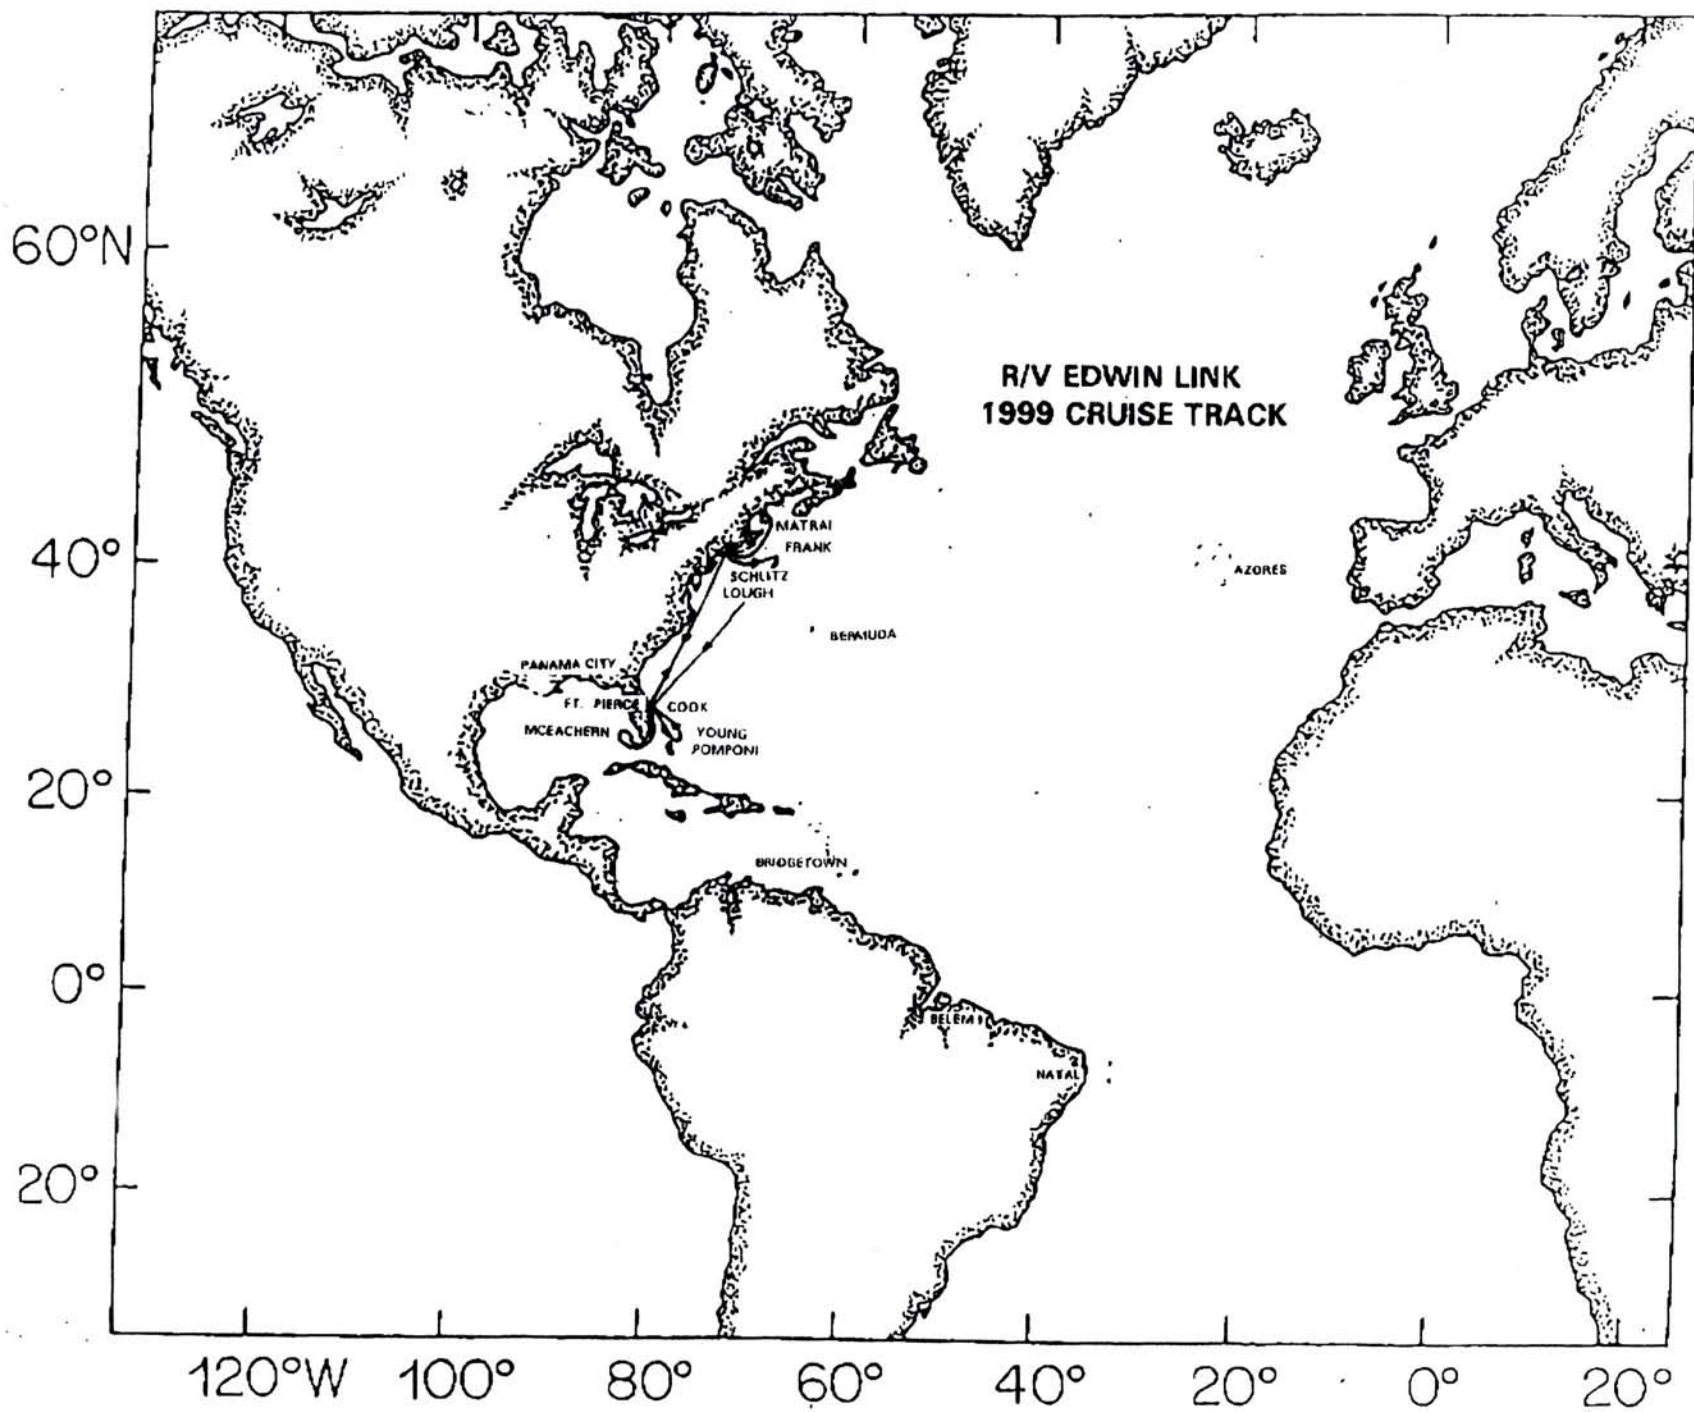 60°N
R/V EDWIN LINK
1999 CRUISE TRACK
MATRAI
FRANK
40°
SCHLITZ
LOUGH
AZORES
BERMUDA
PANAMA CITY
FT. PIERCE
COOK
MCEACHERN
YOUNG
POMPONI
20°
BRIDGETOWN
0°
BELEM
NATAL
20°
120°W 100° 80° 60° 40° 20° 0° 20°